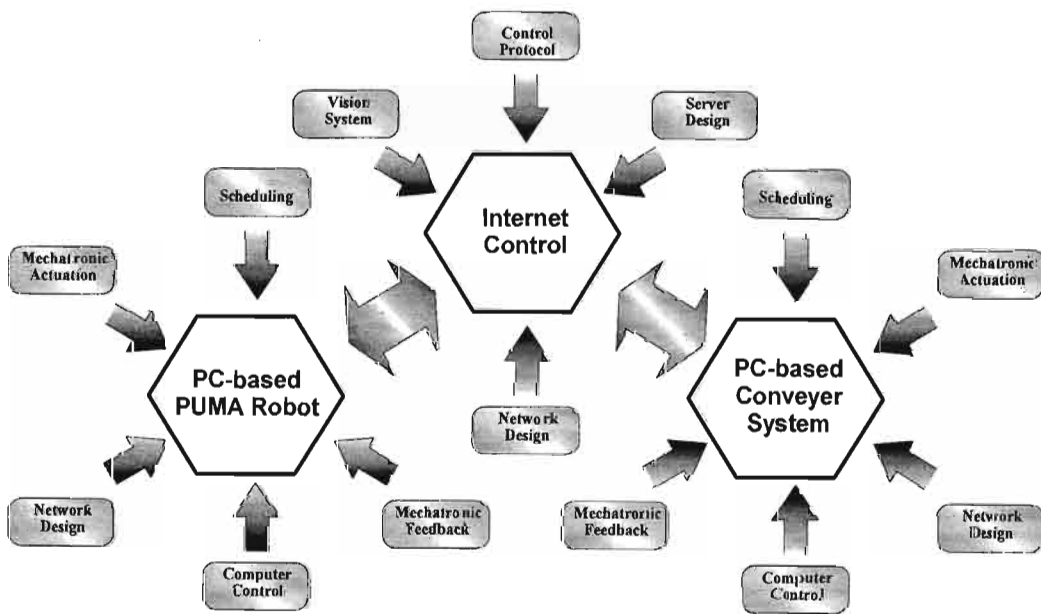 Control
Protocol
Vision
System
Server
Design
Scheduling
Internet
Control
Scheduling
Mechatronic
Actuation
Mechatronic
Actuation
PC-based
PUMA Robot
PC-based
Conveyer
System
Network
Design
Network
Design
Mechatronic
Feedback
Mechatronic
Feedback
Network
Design
Computer
Control
Computer
Control